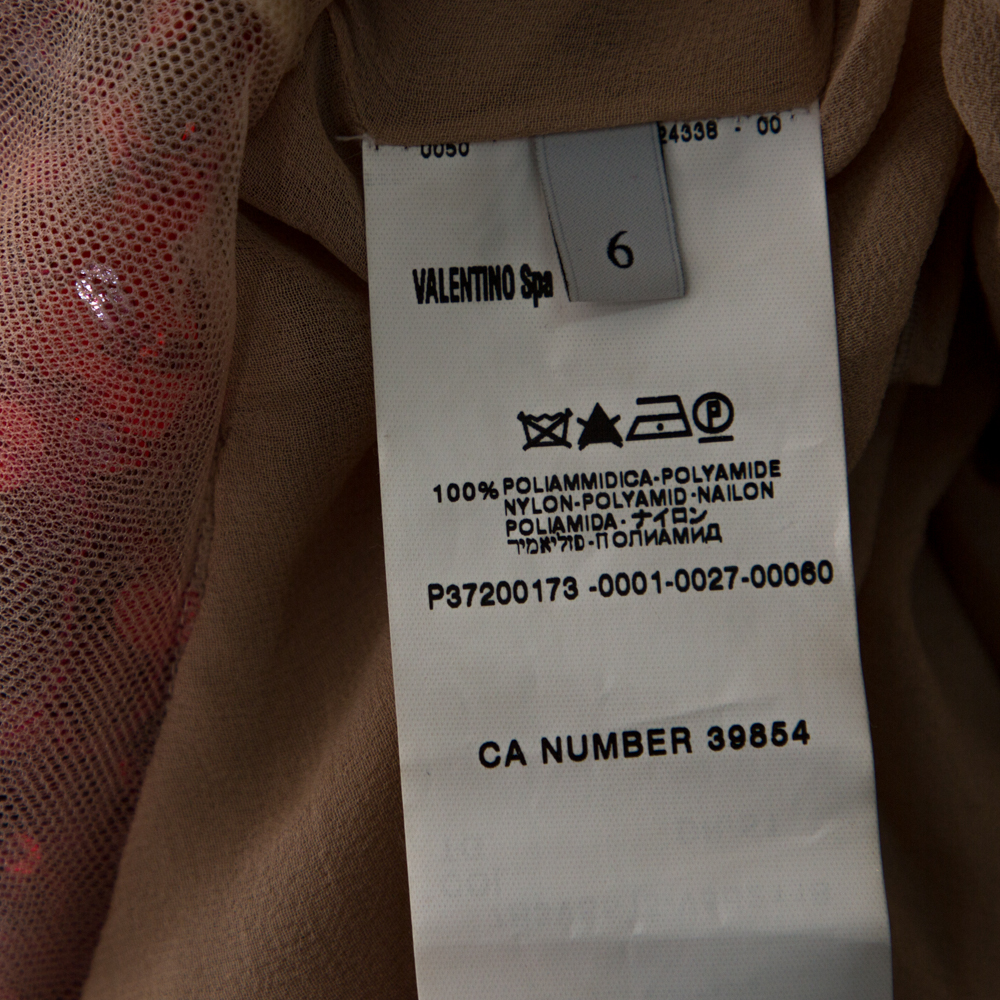 0050
24338 - 00
6
VALENTINO Spa
100% POLIAMMIDICA-POLYAMIDE
NYLON-POLYAMID-NAILON
POLIAMIDA-ナイロン
פוליאמיד-ПОЛИАМИД
P37200173 -0001-0027-00060
CA NUMBER 39854